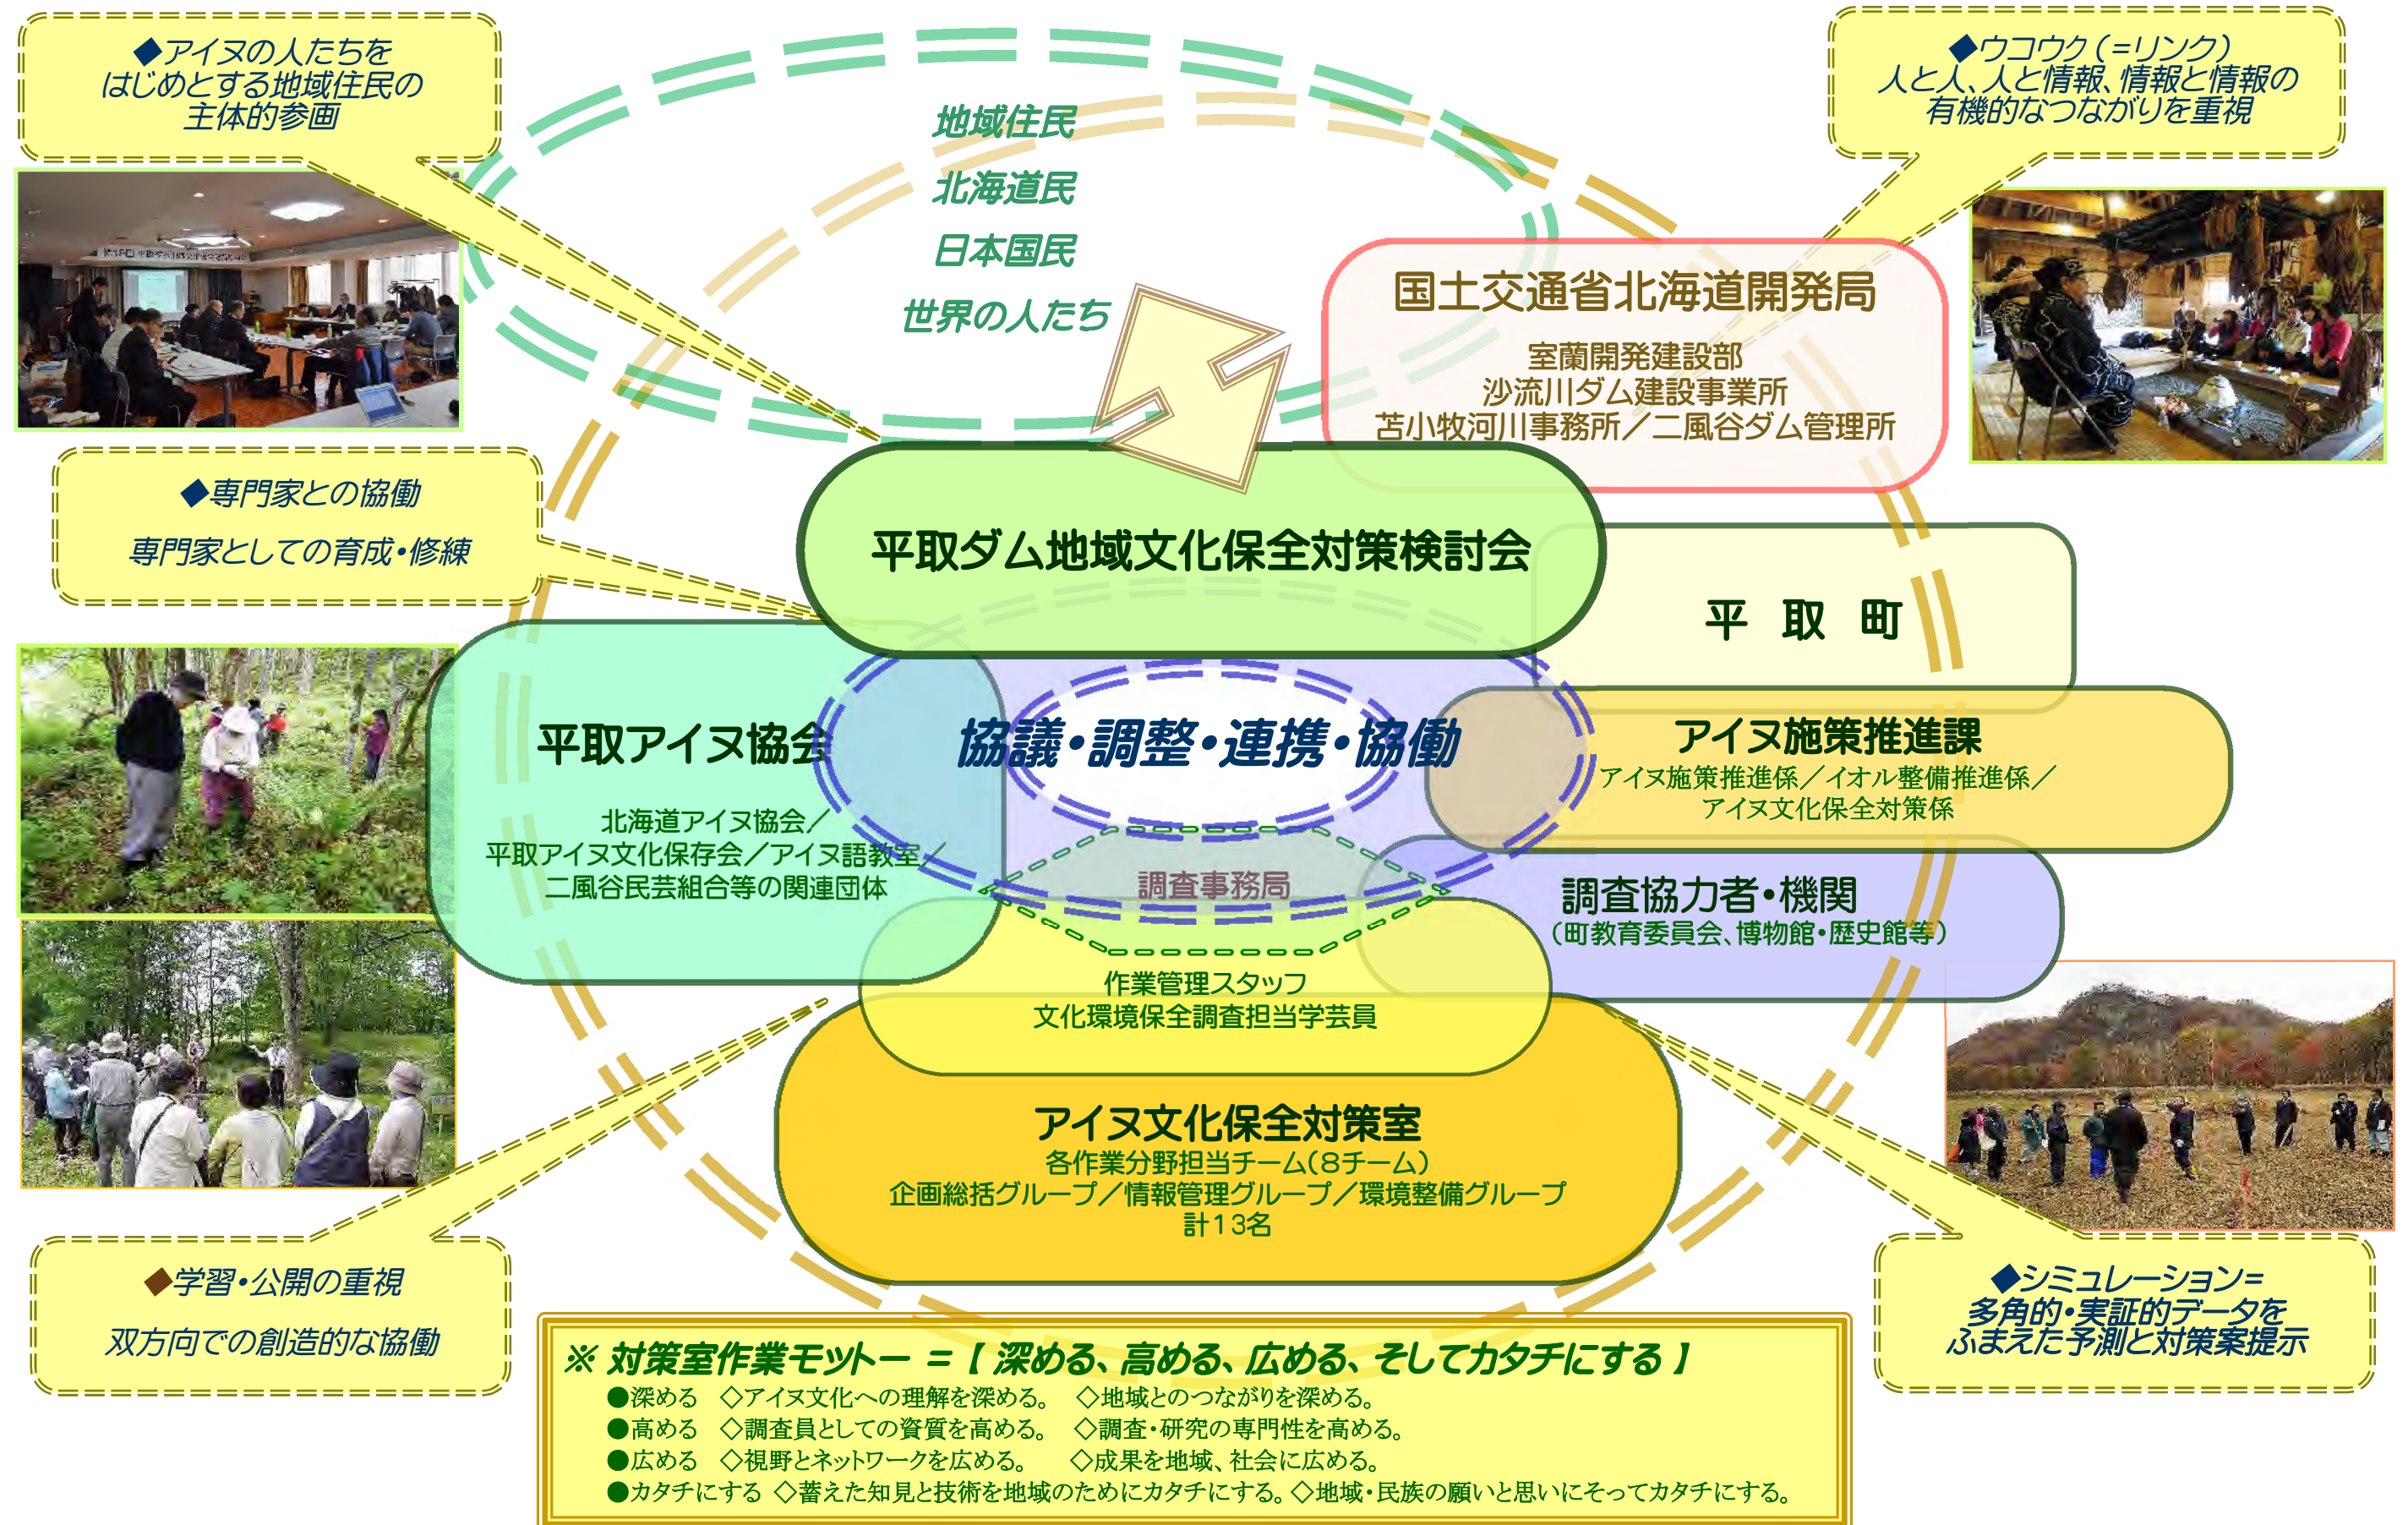 ◆アイヌの人たちを
はじめとする地域住民の
主体的参画
◆ウコウク（=リンク）
人と人、人と情報、情報と情報の
有機的なつながりを重視
地域住民
北海道民
日本国民
世界の人たち
国土交通省北海道開発局
室蘭開発建設部
沙流川ダム建設事業所
苫小牧河川事務所／二風谷ダム管理所
◆専門家との協働
専門家としての育成・修練
平取ダム地域文化保全対策検討会
平 取 町
アイヌ施策推進課
アイヌ施策推進係／イオル整備推進係／
アイヌ文化保全対策係
平取アイヌ協会
北海道アイヌ協会／
平取アイヌ文化保存会／アイヌ語教室／
二風谷民芸組合等の関連団体
協議・調整・連携・協働
調査事務局
調査協力者・機関
（町教育委員会、博物館・歴史館等）
作業管理スタッフ
文化環境保全調査担当学芸員
アイヌ文化保全対策室
各作業分野担当チーム（8チーム）
企画総括グループ／情報管理グループ／環境整備グループ
計13名
◆学習・公開の重視
双方向での創造的な協働
◆シミュレーション=
多角的・実証的データを
ふまえた予測と対策案提示
※ 対策室作業モットー =【 深める、高める、広める、そしてカタチにする 】
●深める ◇アイヌ文化への理解を深める。 ◇地域とのつながりを深める。
●高める ◇調査員としての資質を高める。 ◇調査・研究の専門性を高める。
●広める ◇視野とネットワークを広める。 ◇成果を地域、社会に広める。
●カタチにする ◇蓄えた知見と技術を地域のためにカタチにする。◇地域・民族の願いと思いにそってカタチにする。